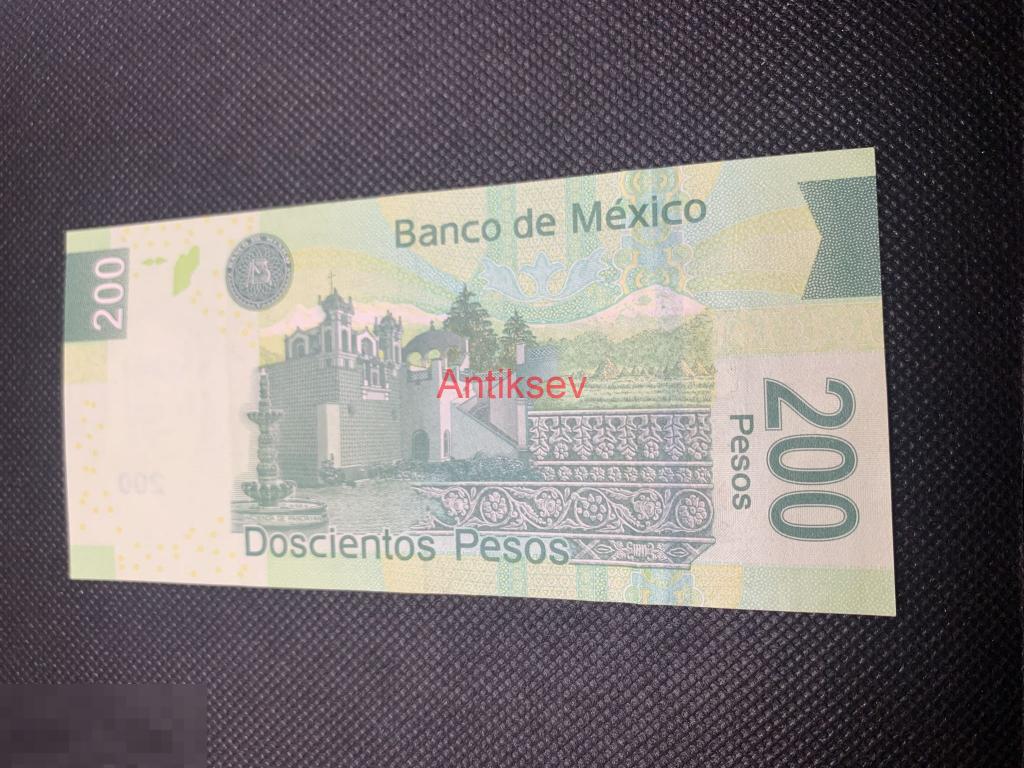 Banco de México
200
Antiksev
200
Pesos
200
Doscientos Pesos